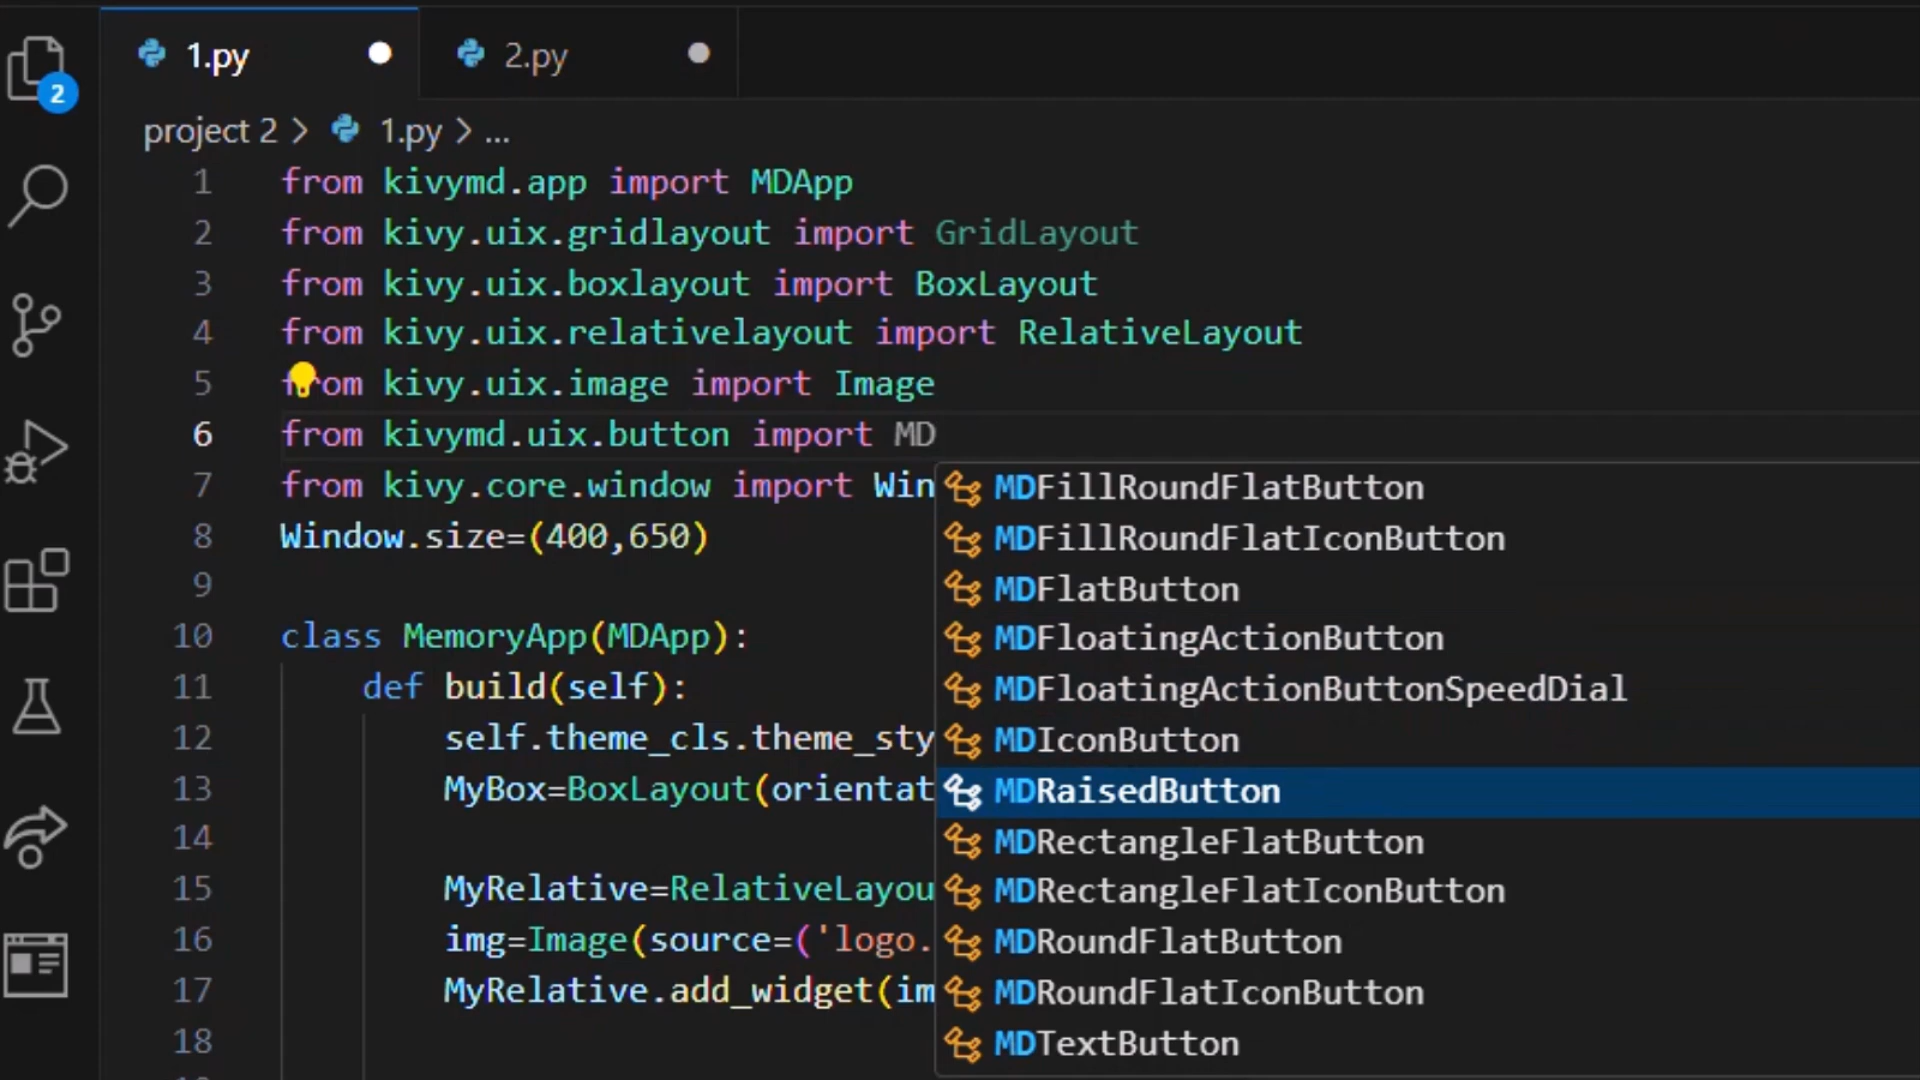 1.py 2.py
2
project 2 > 1.py > ...
1 from kivymd.app import MDApp
2 from kivy.uix.gridlayout import GridLayout
3 from kivy.uix.boxlayout import BoxLayout
4 from kivy.uix.relativelayout import RelativeLayout
5 from kivy.uix.image import Image
6 from kivymd.uix.button import MD
7 from kivy.core.window import Win
8 Window.size=(400,650)
9
10 class MemoryApp(MDApp):
11 def build(self):
12 self.theme_cls.theme_sty
13 MyBox=BoxLayout(orientat
14
15 MyRelative=RelativeLayou
16 img=Image(source=('logo.
17 MyRelative.add_widget(im
18
MDFillRoundFlatButton
MDFillRoundFlatIconButton
MDFlatButton
MDFloatingActionButton
MDFloatingActionButtonSpeedDial
MDIconButton
MDRaisedButton
MDRectangleFlatButton
MDRectangleFlatIconButton
MDRoundFlatButton
MDRoundFlatIconButton
MDTextButton